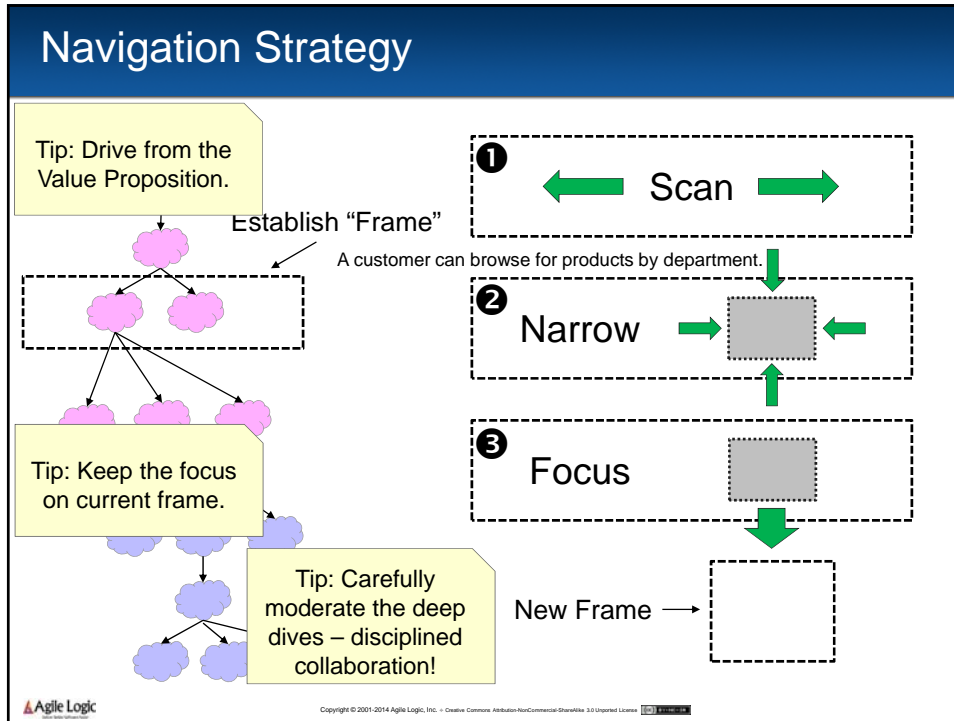 Navigation Strategy
Tip: Drive from the
Value Proposition.
Establish “Frame”
A customer can browse for products by department.
❶
Scan
❷
Narrow
❸
Focus
Tip: Keep the focus
on current frame.
Tip: Carefully
moderate the deep
dives – disciplined
collaboration!
New Frame
Agile Logic
Copyright © 2001-2014 Agile Logic, Inc. ÷ Creative Commons Attribution-NonCommercial-ShareAlike 3.0 Unported License